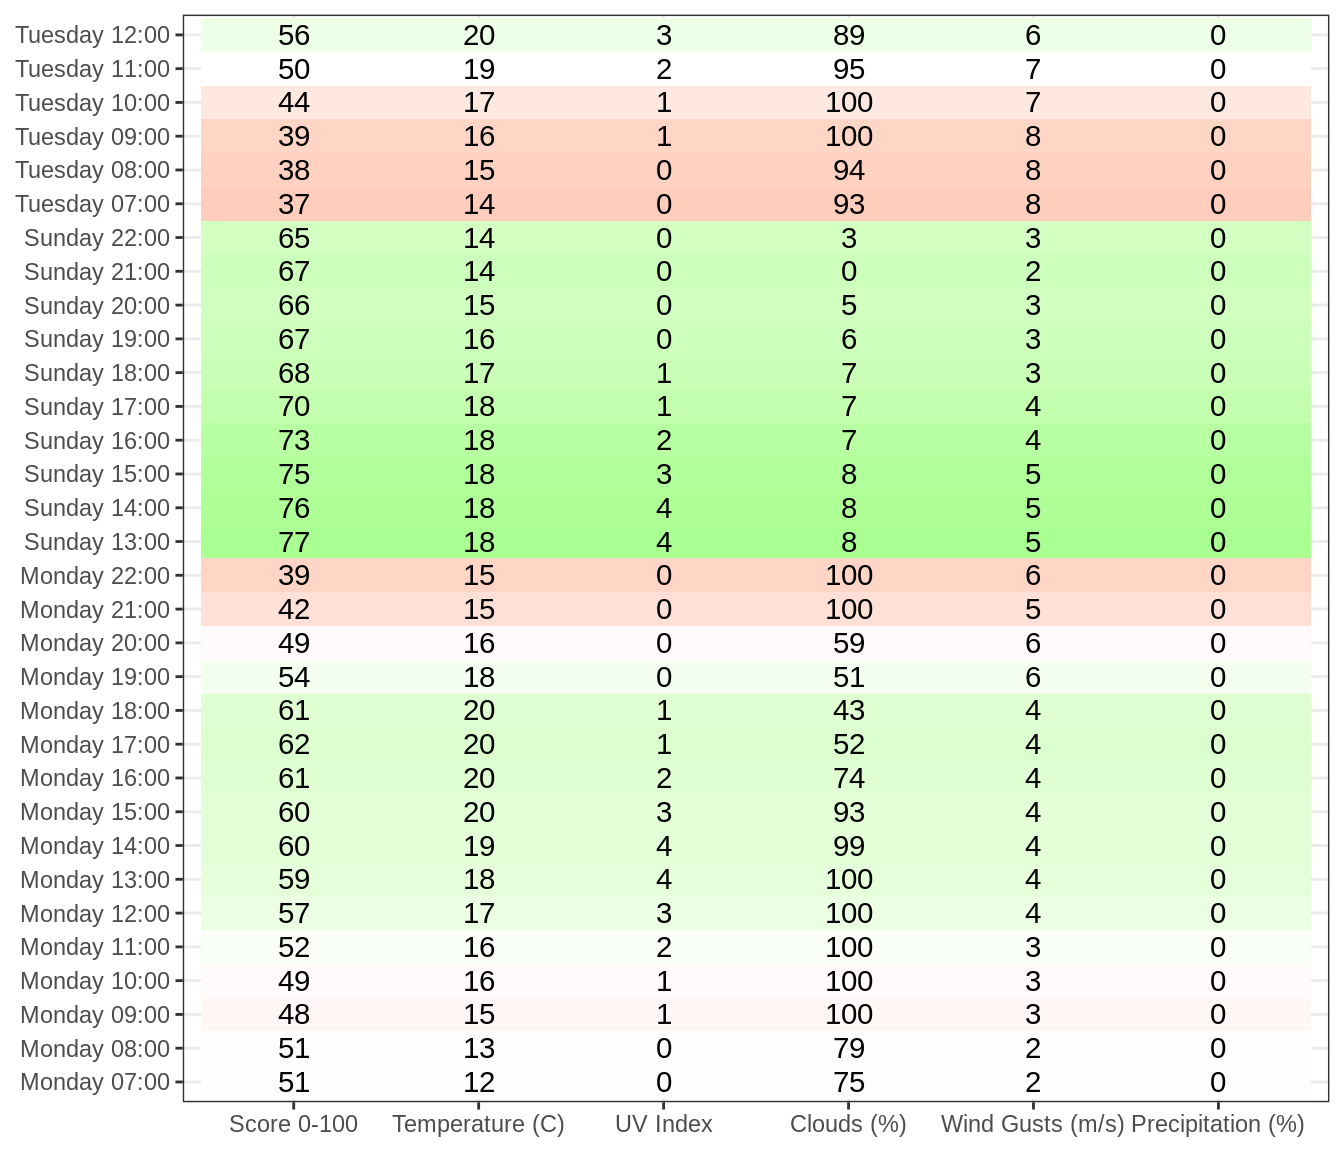 Tuesday 12:00 56 20 3 89 6 0
Tuesday 11:00 50 19 2 95 7 0
Tuesday 10:00 44 17 1 100 7 0
Tuesday 09:00 39 16 1 100 8 0
Tuesday 08:00 38 15 0 94 8 0
Tuesday 07:00 37 14 0 93 8 0
Sunday 22:00 65 14 0 3 3 0
Sunday 21:00 67 14 0 0 2 0
Sunday 20:00 66 15 0 5 3 0
Sunday 19:00 67 16 0 6 3 0
Sunday 18:00 68 17 1 7 3 0
Sunday 17:00 70 18 1 7 4 0
Sunday 16:00 73 18 2 7 4 0
Sunday 15:00 75 18 3 8 5 0
Sunday 14:00 76 18 4 8 5 0
Sunday 13:00 77 18 4 8 5 0
Monday 22:00 39 15 0 100 6 0
Monday 21:00 42 15 0 100 5 0
Monday 20:00 49 16 0 59 6 0
Monday 19:00 54 18 0 51 6 0
Monday 18:00 61 20 1 43 4 0
Monday 17:00 62 20 1 52 4 0
Monday 16:00 61 20 2 74 4 0
Monday 15:00 60 20 3 93 4 0
Monday 14:00 60 19 4 99 4 0
Monday 13:00 59 18 4 100 4 0
Monday 12:00 57 17 3 100 4 0
Monday 11:00 52 16 2 100 3 0
Monday 10:00 49 16 1 100 3 0
Monday 09:00 48 15 1 100 3 0
Monday 08:00 51 13 0 79 2 0
Monday 07:00 51 12 0 75 2 0
Score 0-100 Temperature (C) UV Index Clouds (%) Wind Gusts (m/s) Precipitation (%)